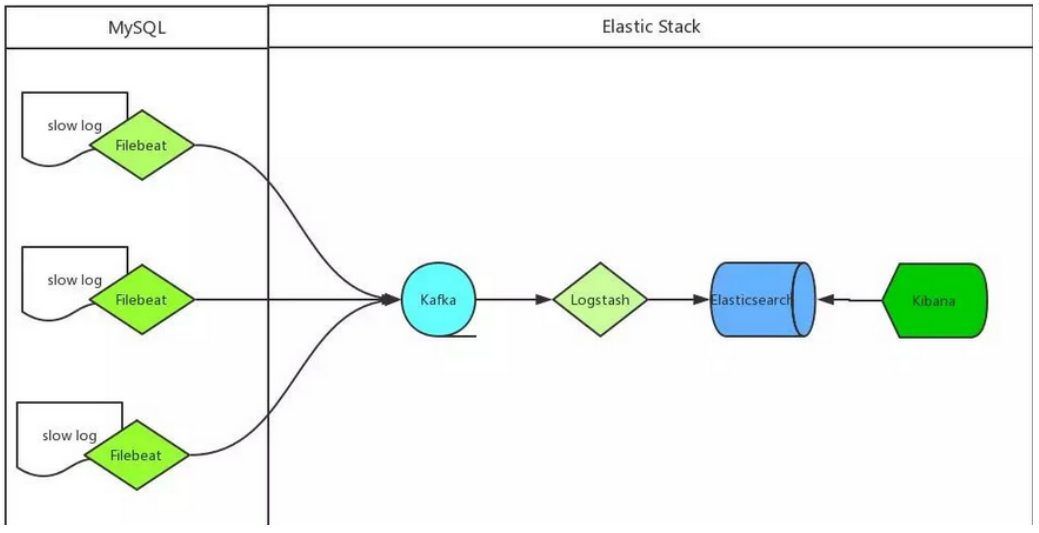 MySQL
Elastic Stack
slow log
Filebeat
slow log
Filebeat
Kafka
Logstash
Elasticsearch
Kibana
slow log
Filebeat